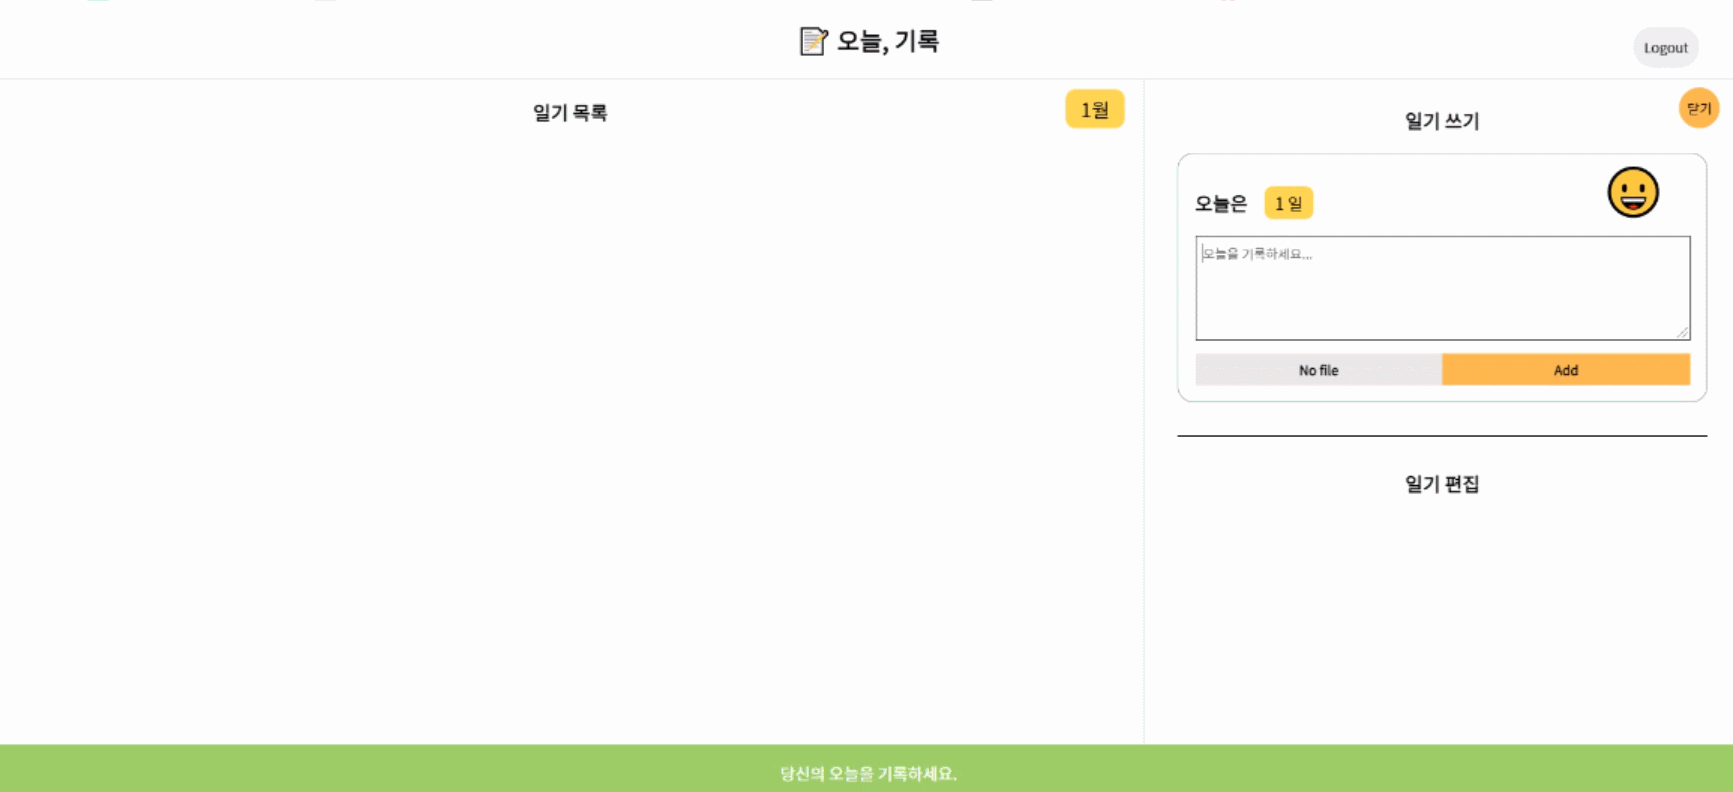 오늘, 기록
Logout
일기 목록
1월
일기 쓰기
닫기
오늘은
1 일
오늘을 기록하세요...
No file
Add
일기 편집
당신의 오늘을 기록하세요.